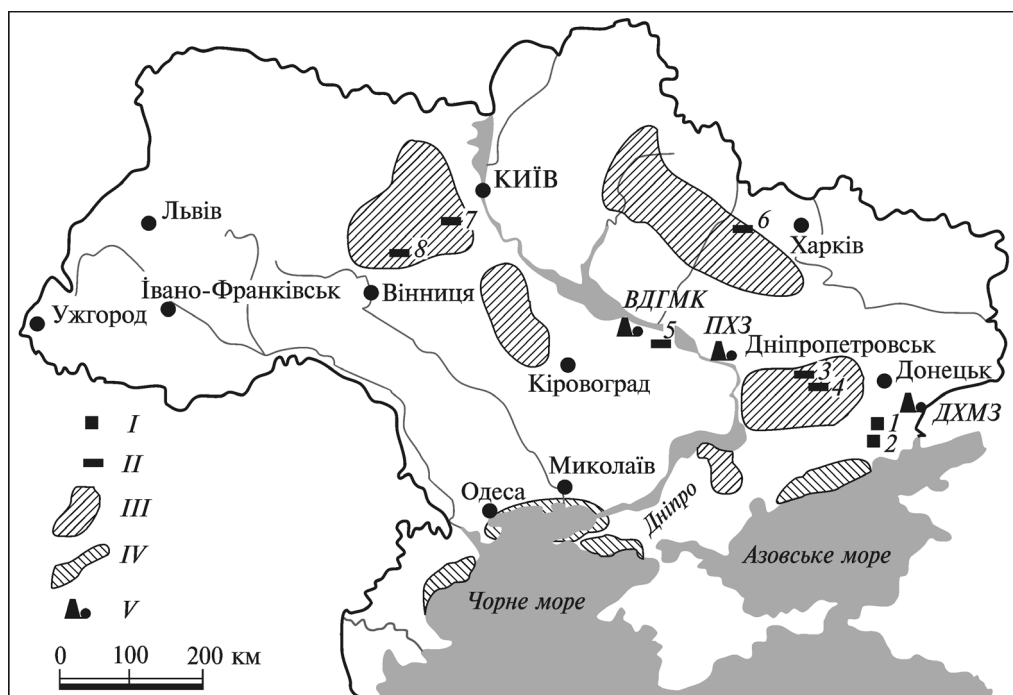 КИЇВ
Львів
7
6
8
Харків
Івано-Франківськ
Вінниця
Ужгород
ВДГМК
5
ПХЗ
Дніпропетровськ
Кіровоград
3
4
Донецьк
ДХМЗ
1
2
I
II
Миколаїв
Одеса
III
Дніпро
IV
Азовське море
Чорне море
V
0 100 200 км